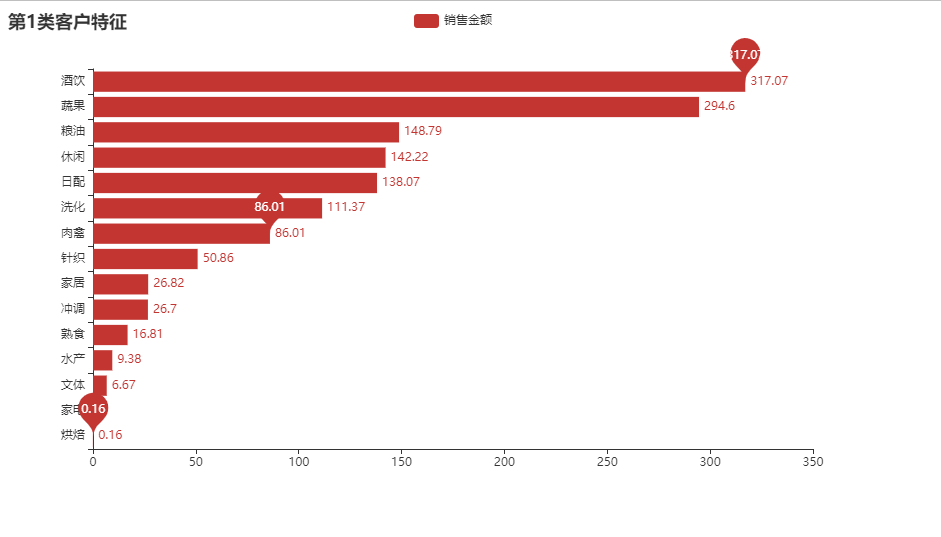 第1类客户特征
销售金额
317.07
酒饮 317.07
蔬果 294.6
粮油 148.79
休闲 142.22
日配 138.07
洗化 86.01 111.37
肉禽 86.01
针织 50.86
家居 26.82
冲调 26.7
熟食 16.81
水产 9.38
文体 6.67
家电 0.16
烘焙 0.16
0 50 100 150 200 250 300 350